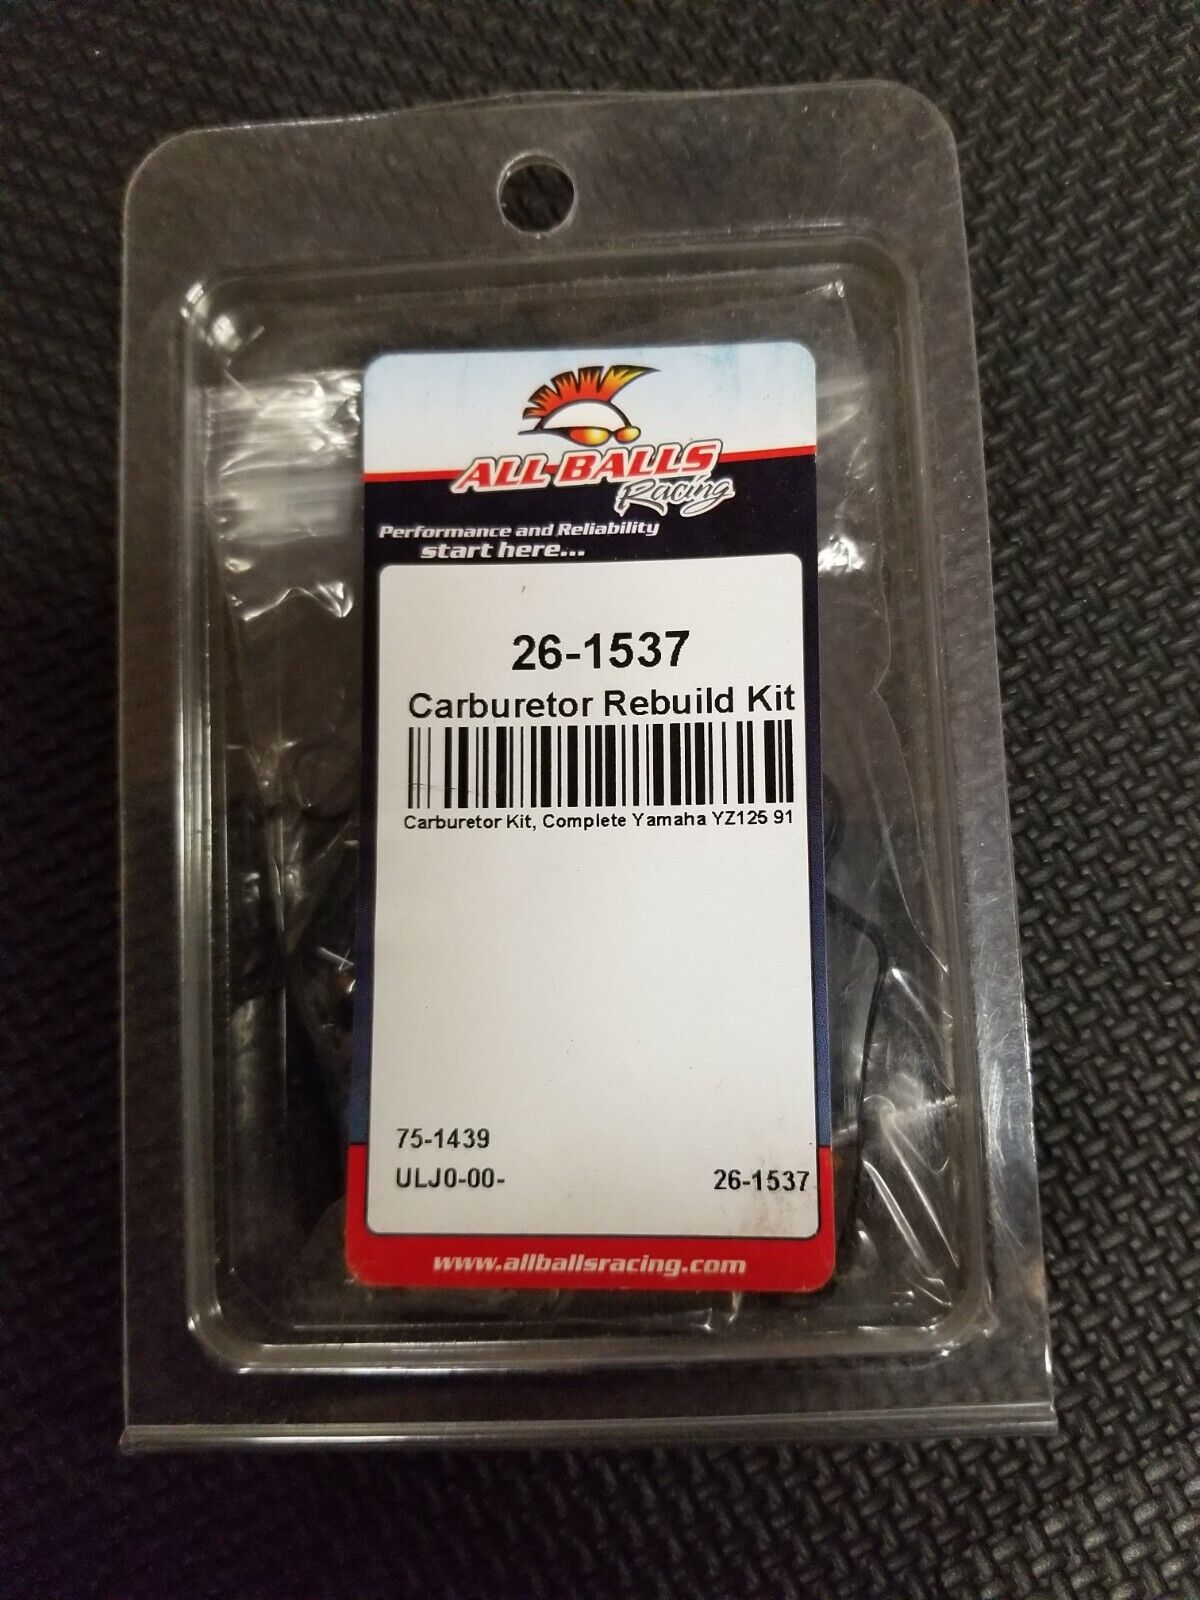 ALL BALLS
Racing
Performance and Reliability
start here...
26-1537
Carburetor Rebuild Kit
Carburetor Kit, Complete Yamaha YZ125 91
75-1439
ULJ0-00-
26-1537
www.allballsracing.com